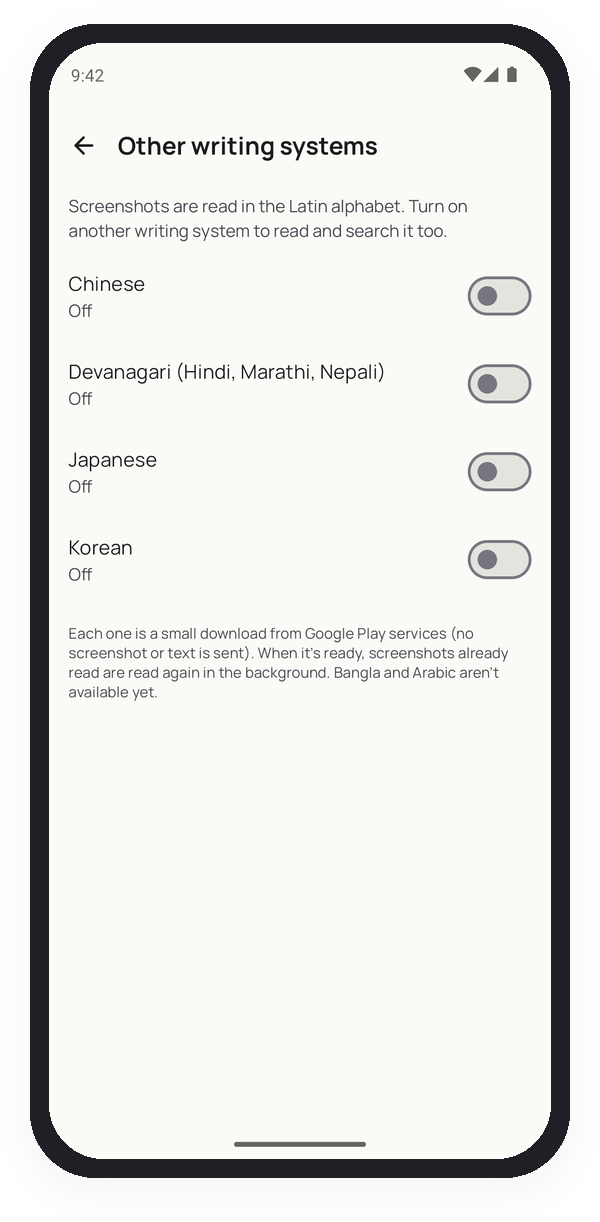 9:42
Other writing systems
Screenshots are read in the Latin alphabet. Turn on
another writing system to read and search it too.
Chinese
Off
Devanagari (Hindi, Marathi, Nepali)
Off
Japanese
Off
Korean
Off
Each one is a small download from Google Play services (no
screenshot or text is sent). When it's ready, screenshots already
read are read again in the background. Bangla and Arabic aren't
available yet.